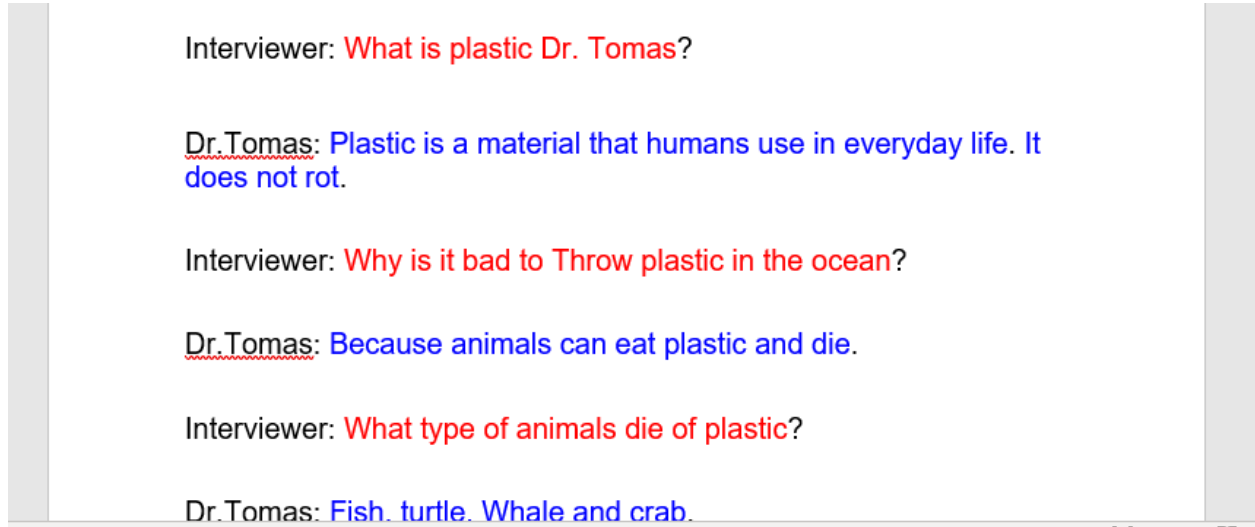 Interviewer: What is plastic Dr. Tomas?
Dr.Tomas: Plastic is a material that humans use in everyday life. It
does not rot.
Interviewer: Why is it bad to Throw plastic in the ocean?
Dr.Tomas: Because animals can eat plastic and die.
Interviewer: What type of animals die of plastic?
Dr.Tomas: Fish, turtle, Whale and crab.